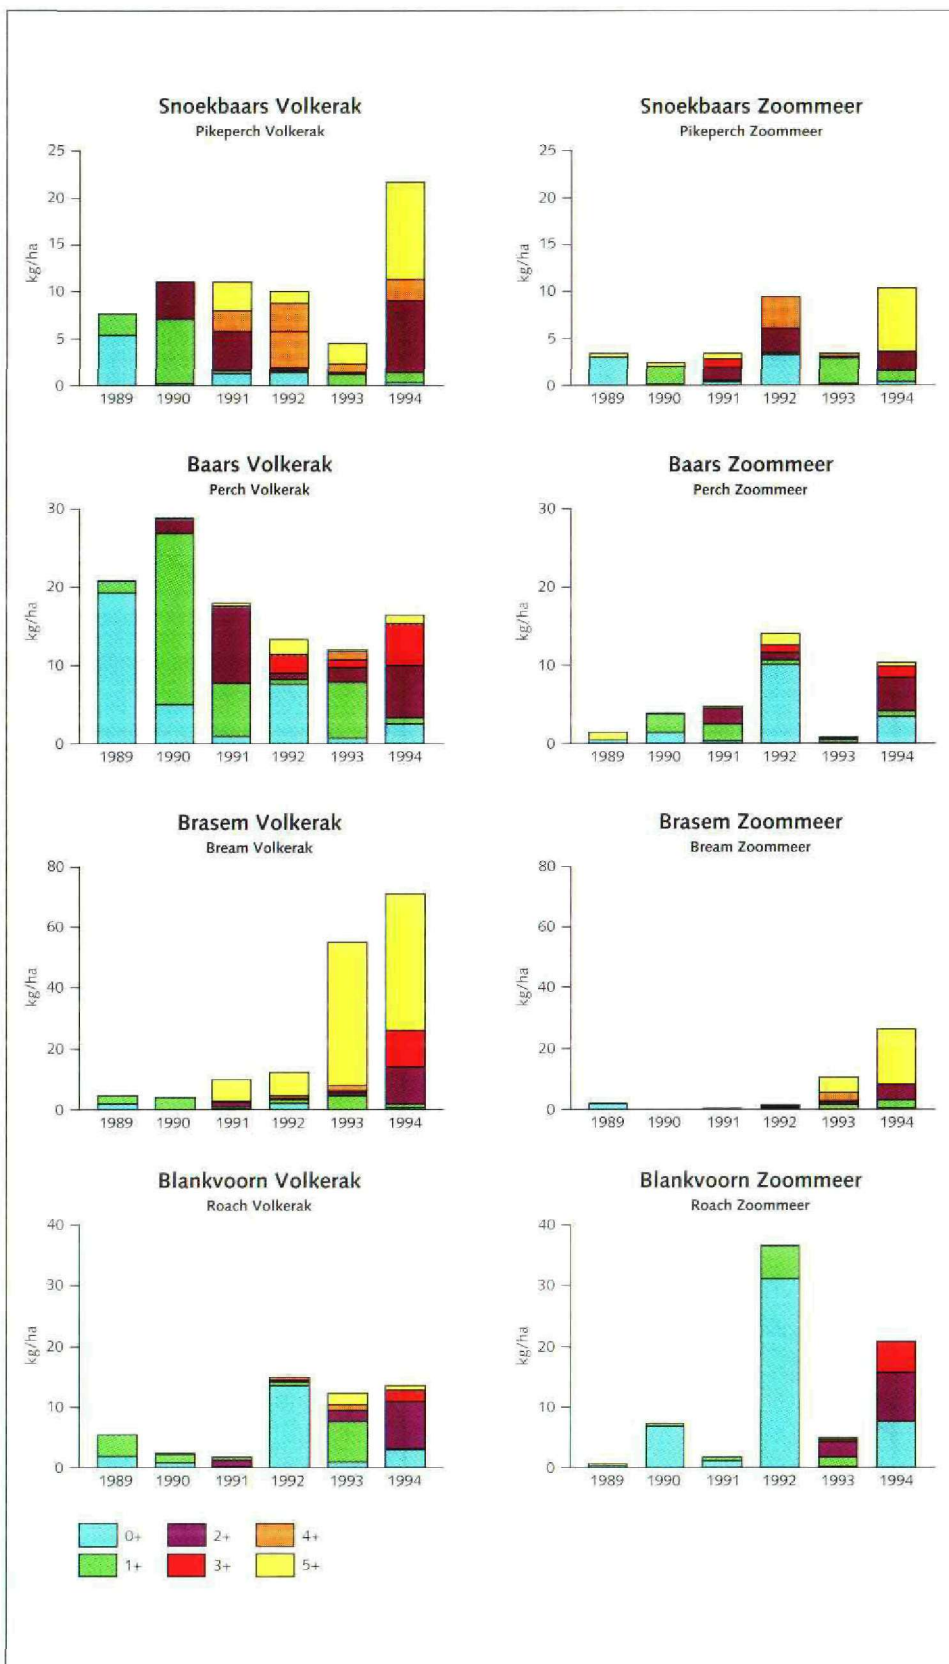 Snoekbaars Volkerak
Pikeperch Volkerak
25
20
15
10
5
0
kg/ha
1989 1990 1991 1992 1993 1994
Snoekbaars Zoommeer
Pikeperch Zoommeer
25
20
15
10
5
0
kg/ha
1989 1990 1991 1992 1993 1994
Baars Volkerak
Perch Volkerak
30
20
10
0
kg/ha
1989 1990 1991 1992 1993 1994
Baars Zoommeer
Perch Zoommeer
30
20
10
0
kg/ha
1989 1990 1991 1992 1993 1994
Brasem Volkerak
Bream Volkerak
80
60
40
20
0
kg/ha
1989 1990 1991 1992 1993 1994
Brasem Zoommeer
Bream Zoommeer
80
60
40
20
0
kg/ha
1989 1990 1991 1992 1993 1994
Blankvoorn Volkerak
Roach Volkerak
40
30
20
10
0
kg/ha
1989 1990 1991 1992 1993 1994
Blankvoorn Zoommeer
Roach Zoommeer
40
30
20
10
0
kg/ha
1989 1990 1991 1992 1993 1994
0+ 2+ 4+
1+ 3+ 5+